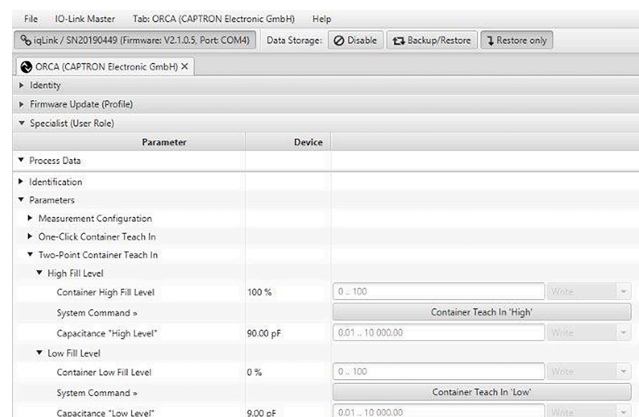 File IO-Link Master Tab: ORCA (CAPTRON Electronic GmbH) Help
iqLink / SN20190449 (Firmware: V2.1.0.5, Port: COM4) Data Storage: Disable Backup/Restore Restore only
ORCA (CAPTRON Electronic GmbH) ×
Identity
Firmware Update (Profile)
Specialist (User Role)
Parameter Device
Process Data
Identification
Parameters
Measurement Configuration
One-Click Container Teach In
Two-Point Container Teach In
High Fill Level
Container High Fill Level 100 % 0 .. 100 Write
System Command » Container Teach In 'High'
Capacitance "High Level" 90.00 pF 0.01 .. 10 000.00 Write
Low Fill Level
Container Low Fill Level 0 % 0 .. 100 Write
System Command » Container Teach In 'Low'
Capacitance "Low Level" 9.00 pF 0.01 .. 10 000.00 Write